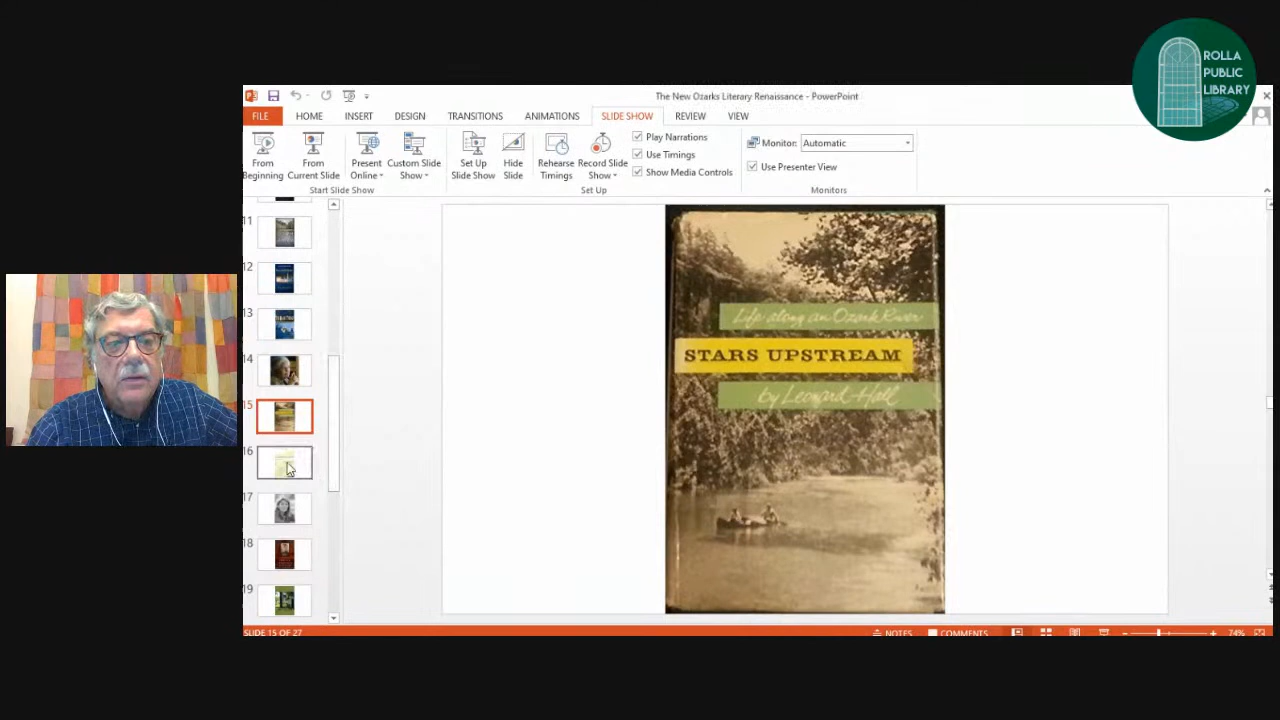 ROLLA
PUBLIC
LIBRARY
The New Ozarks Literary Renaissance - PowerPoint
FILE HOME INSERT DESIGN TRANSITIONS ANIMATIONS SLIDE SHOW REVIEW VIEW
From Beginning
From Current Slide
Present Online
Custom Slide Show
Set Up Slide Show
Hide Slide
Rehearse Timings
Record Slide Show
Play Narrations
Use Timings
Show Media Controls
Monitor: Automatic
Use Presenter View
Start Slide Show
Set Up
Monitors
11
12
13
14
15
16
17
18
19
Life along an Ozark River
STARS UPSTREAM
by Leonard Hall
SLIDE 15 OF 27
NOTES
COMMENTS
74%